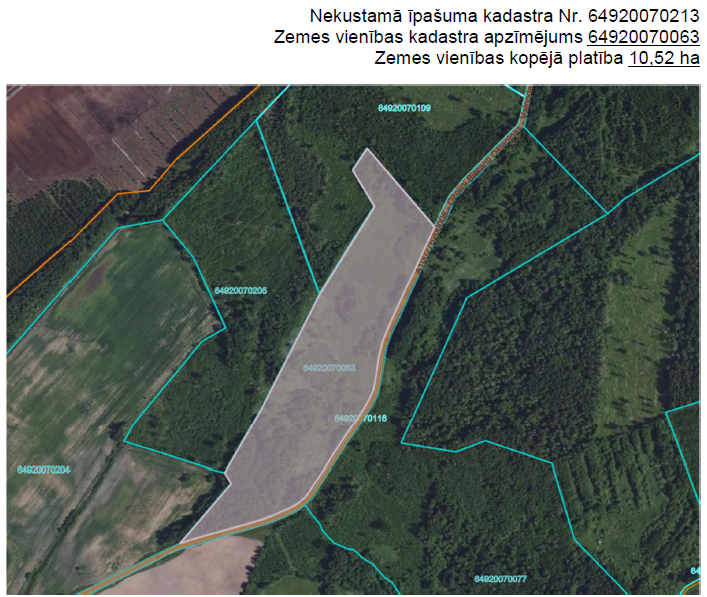 Nekustamā īpašuma kadastra Nr. 64920070213
Zemes vienības kadastra apzīmējums 64920070063
Zemes vienības kopējā platība 10,52 ha
64920070109
64920070205
64920070063
64920070116
64920070204
64920070077